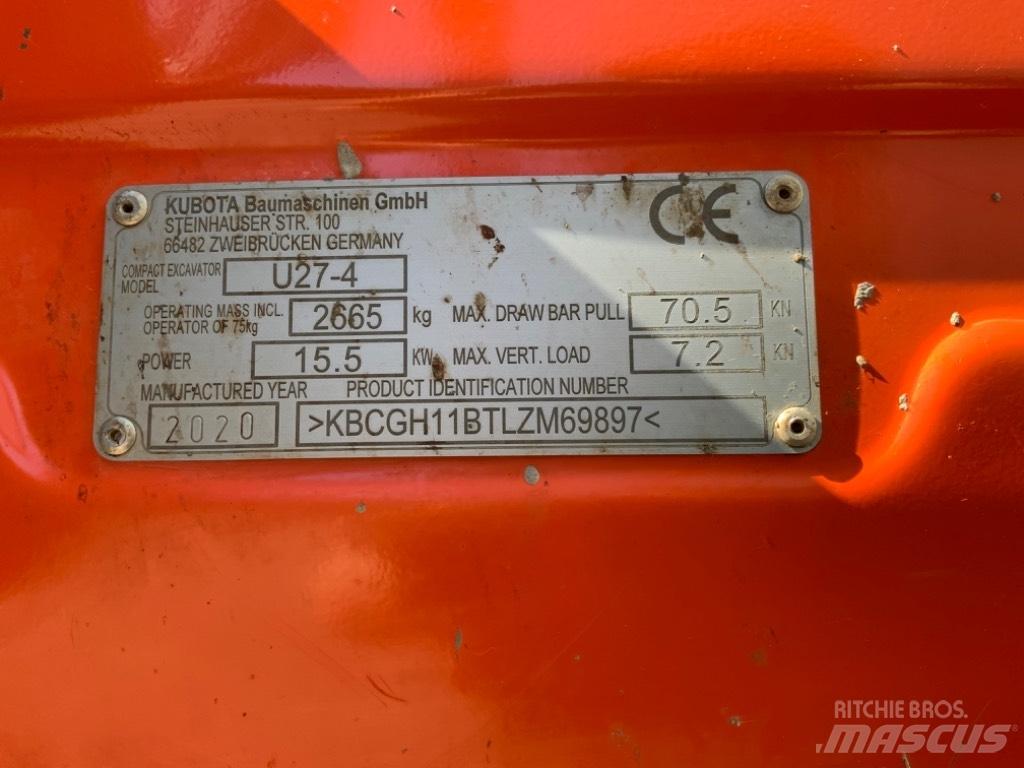 KUBOTA Baumaschinen GmbH
STEINHAUSER STR. 100
66482 ZWEIBRÜCKEN GERMANY
CE
COMPACT EXCAVATOR
MODEL
U27-4
OPERATING MASS INCL.
OPERATOR OF 75kg
2665 kg
MAX. DRAW BAR PULL 70.5 KN
POWER 15.5 KW
MAX. VERT. LOAD 7.2 KN
MANUFACTURED YEAR PRODUCT IDENTIFICATION NUMBER
2020 >KBCGH11BTLZM69897<
RITCHIE BROS.
MASCUS